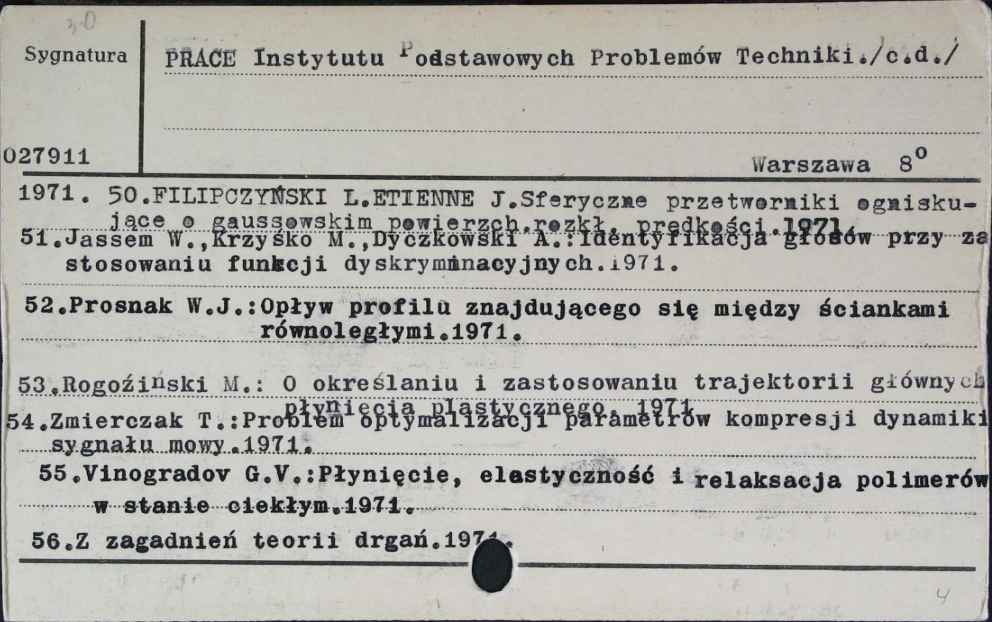 30
Sygnatura
PRACE Instytutu Podstawowych Problemów Techniki./c.d./
027911
Warszawa 8o
1971. 50.FILIPCZYŃSKI L.ETIENNE J.Sferyczne przetworniki ognisku-
jące o gaussowskim powierzch.rozkł. prędkości.1971.
51.Jassem W.,Krzyśko M.,Dyczkowski A.:Identyfikacja głosów przy za
stosowaniu funkcji dyskryminacyjnych.1971.
52.Prosnak W.J.:Opływ profilu znajdującego się między ściankami
równoległymi.1971.
53.Rogoziński M.: O określaniu i zastosowaniu trajektorii głównych
płynięcia plastycznego. 1971
54.Zmierczak T.:Problem optymalizacji parametrów kompresji dynamiki
sygnału mowy.1971.
55.Vinogradov G.V.:Płynięcie, elastyczność i relaksacja polimerów
w stanie ciekłym.1971.
56.Z zagadnień teorii drgań.1971.
4